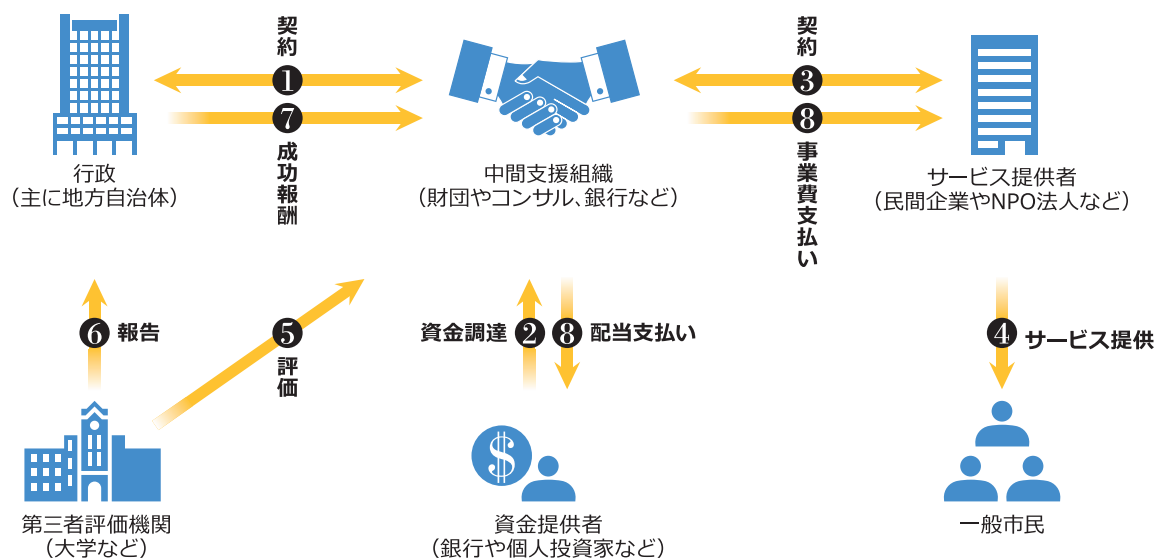 契約
❶
❼
成功報酬
契約
❸
❽
事業費支払い
行政
（主に地方自治体）
中間支援組織
（財団やコンサル、銀行など）
サービス提供者
（民間企業やNPO法人など）
❻ 報告
❺
評価
資金調達 ❷
❽ 配当支払い
❹ サービス提供
$
第三者評価機関
（大学など）
資金提供者
（銀行や個人投資家など）
一般市民